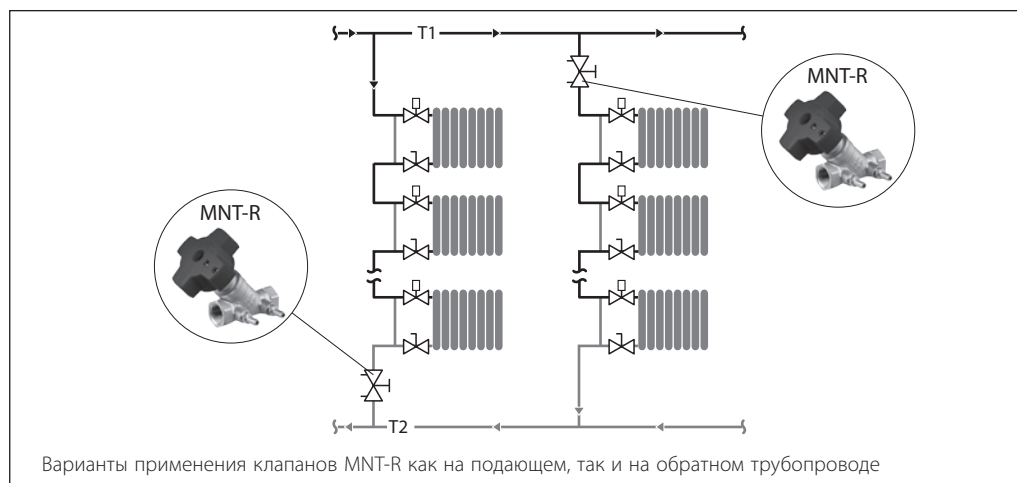 T1
MNT-R
MNT-R
T2
Варианты применения клапанов MNT-R как на подающем, так и на обратном трубопроводе